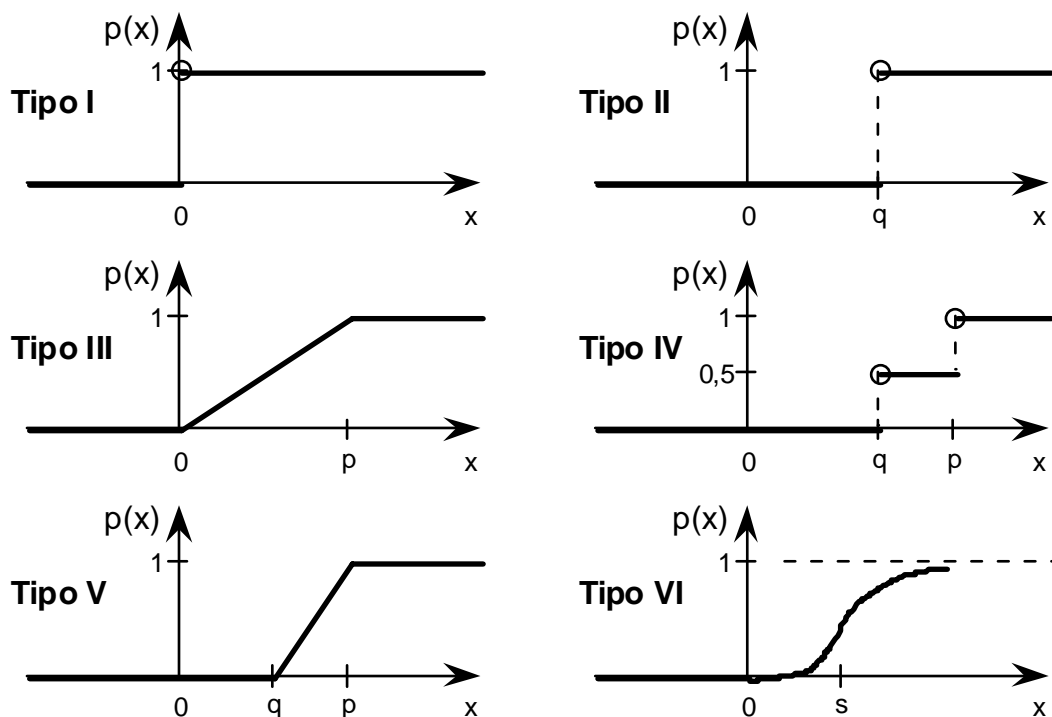 p(x)
1
Tipo I
0
x
p(x)
1
Tipo II
0
q
x
p(x)
1
Tipo III
0
p
x
p(x)
1
Tipo IV
0,5
0
q
p
x
p(x)
1
Tipo V
0
q
p
x
p(x)
1
Tipo VI
0
s
x